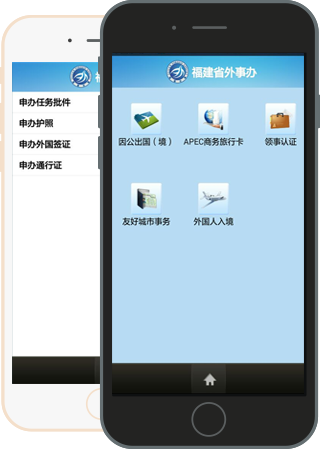 福
申办任务批件
申办护照
申办外国签证
申办通行证
福建省外事办
因公出国（境）
APEC商务旅行卡
领事认证
友好城市事务
外国人入境